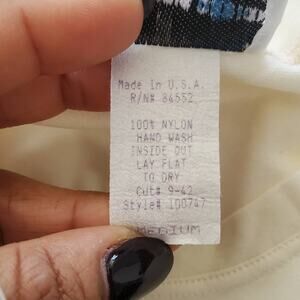 Made In U.S.A.
R/N# 84552
100% NYLON
HAND WASH
INSIDE OUT
LAY FLAT
TO DRY
Cut# 9-42
Style# 100747
MEDIUM